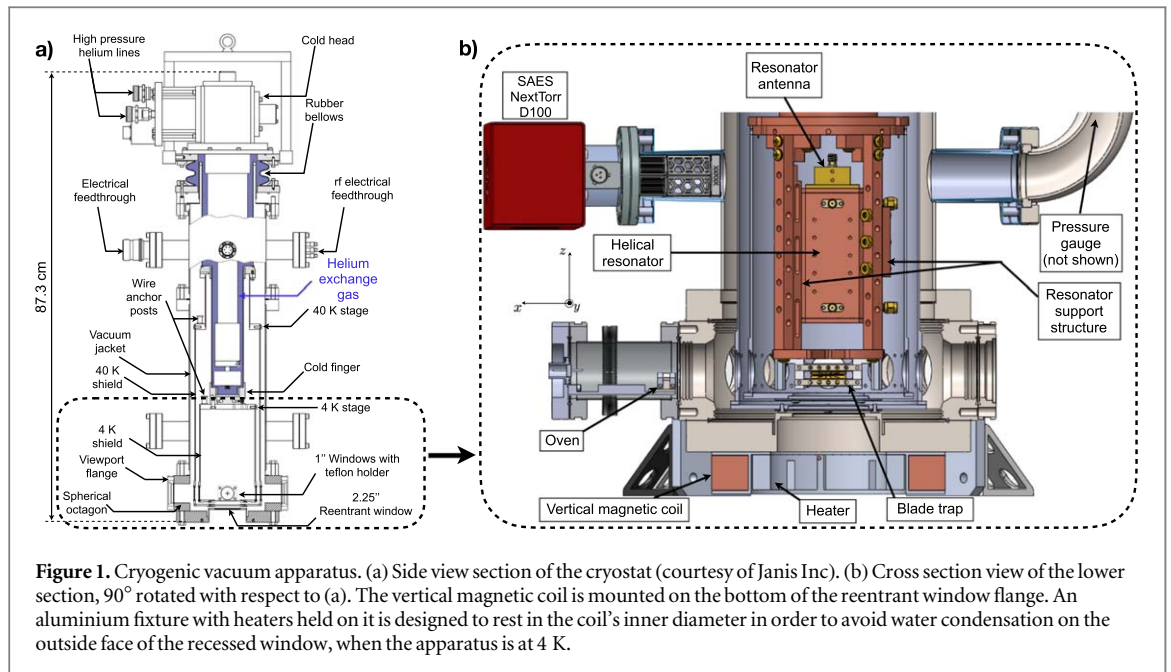 a)
High pressure
helium lines
Cold head
Rubber
bellows
Electrical
feedthrough
rf electrical
feedthrough
Helium
exchange
gas
Wire
anchor
posts
40 K stage
87.3 cm
Vacuum
jacket
40 K
shield
Cold finger
4 K stage
4 K
shield
Viewport
flange
1” Windows with
teflon holder
Spherical
octagon
2.25”
Reentrant window
b)
SAES
NextTorr
D100
Resonator
antenna
Helical
resonator
z
x
y
Pressure
gauge
(not shown)
Resonator
support
structure
Oven
Vertical magnetic coil
Heater
Blade trap
Figure 1. Cryogenic vacuum apparatus. (a) Side view section of the cryostat (courtesy of Janis Inc). (b) Cross section view of the lower
section, 90° rotated with respect to (a). The vertical magnetic coil is mounted on the bottom of the reentrant window flange. An
aluminium fixture with heaters held on it is designed to rest in the coil’s inner diameter in order to avoid water condensation on the
outside face of the recessed window, when the apparatus is at 4 K.